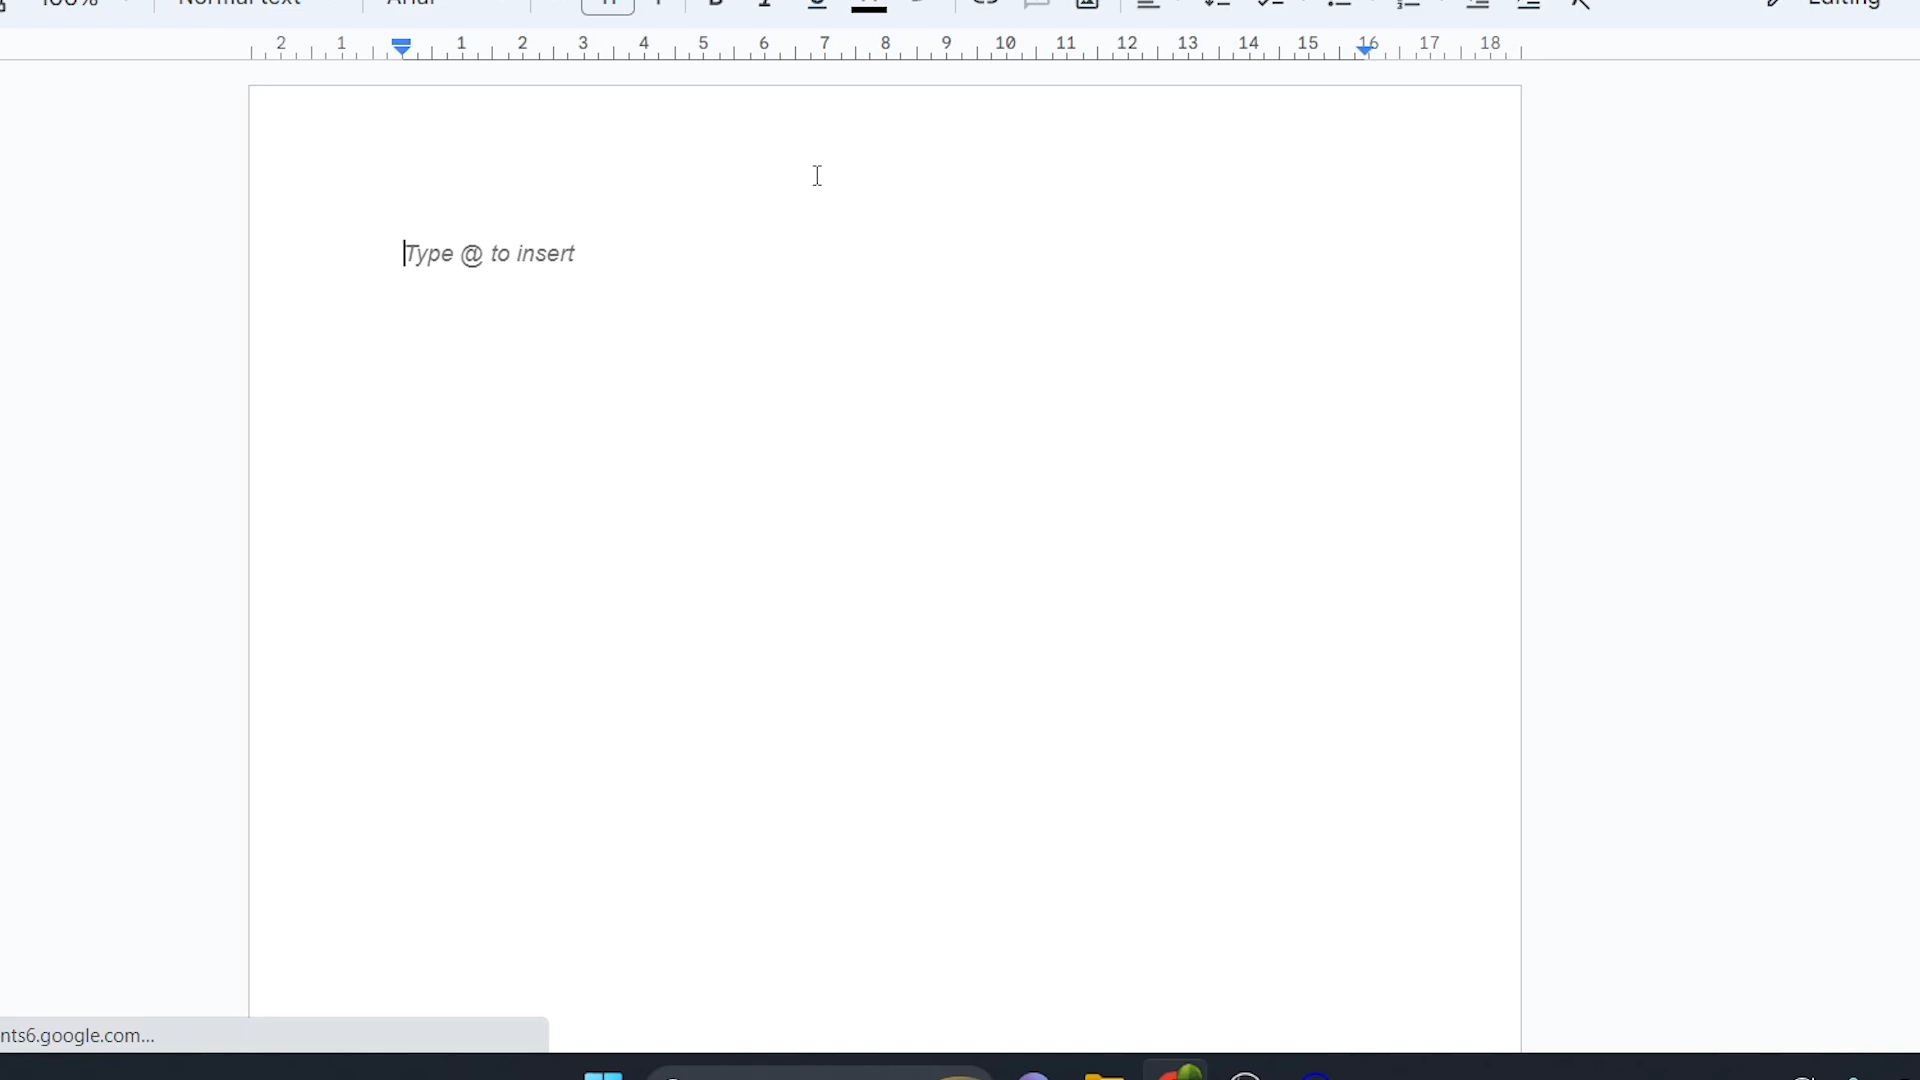 100% Normal text Arial 11 Editing
2 1 1 2 3 4 5 6 7 8 9 10 11 12 13 14 15 16 17 18
Type @ to insert
nts6.google.com...